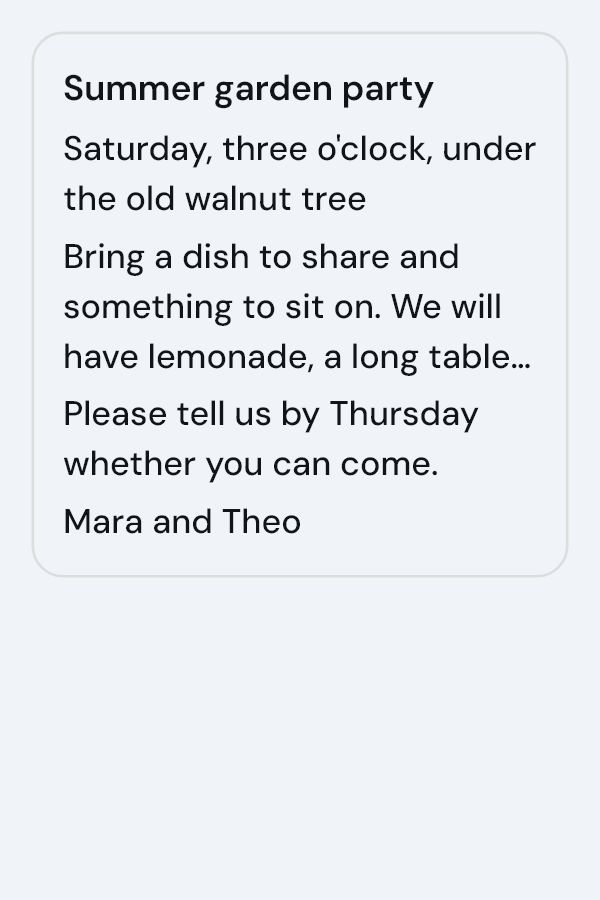 Summer garden party
Saturday, three o'clock, under
the old walnut tree
Bring a dish to share and
something to sit on. We will
have lemonade, a long table…
Please tell us by Thursday
whether you can come.
Mara and Theo